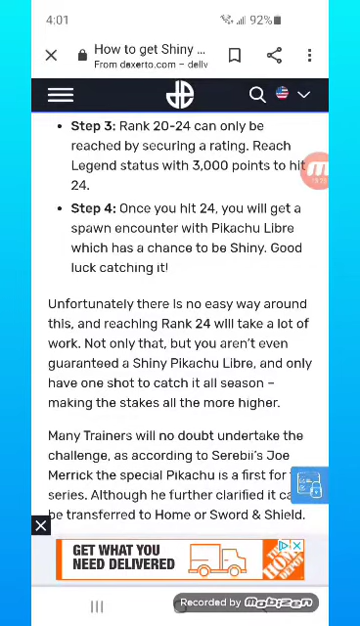 4:01
92%
How to get Shiny ...
From dexerto.com – deliv
Step 3: Rank 20-24 can only be
reached by securing a rating. Reach
Legend status with 3,000 points to hit
24.
Step 4: Once you hit 24, you will get a
spawn encounter with Pikachu Libre
which has a chance to be Shiny. Good
luck catching it!
Unfortunately there is no easy way around
this, and reaching Rank 24 will take a lot of
work. Not only that, but you aren't even
guaranteed a Shiny Pikachu Libre, and only
have one shot to catch it all season –
making the stakes all the more higher.
Many Trainers will no doubt undertake the
challenge, as according to Serebii's Joe
Merrick the special Pikachu is a first for
series. Although he further clarified it ca
be transferred to Home or Sword & Shield.
GET WHAT YOU
NEED DELIVERED
Recorded by mobizen